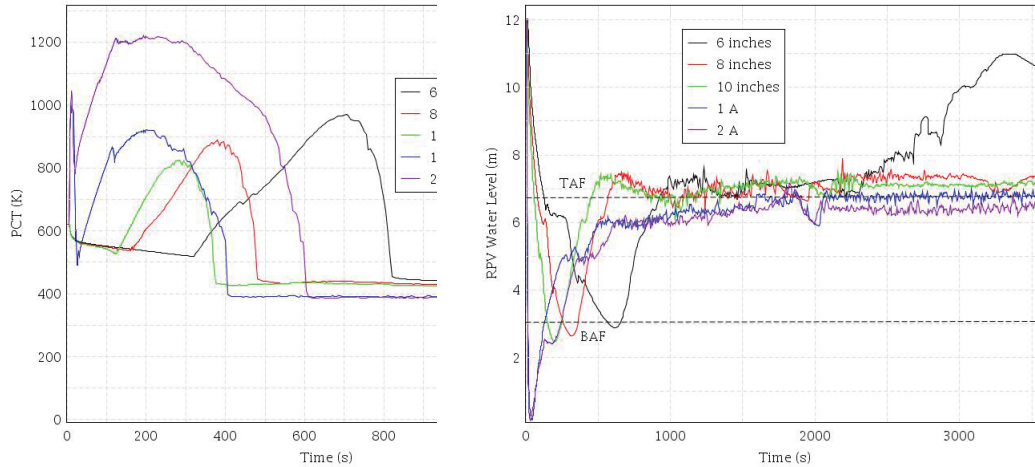 1200
1000
800
600
400
200
0
0
200
400
600
800
PCT (K)
Time (s)
6
8
1
1
2
12
10
8
6
4
2
0
500
1000
2000
3000
RPV Water Level (m)
Time (s)
6 inches
8 inches
10 inches
1 A
2 A
TAF
BAF